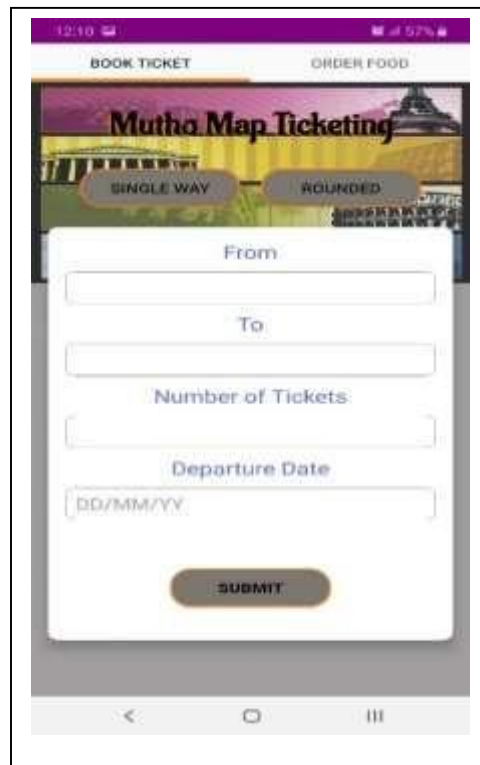 12:10 57%
BOOK TICKET ORDER FOOD
Mutho Map Ticketing
SINGLE WAY ROUNDED
From
To
Number of Tickets
Departure Date
DD/MM/YY
SUBMIT